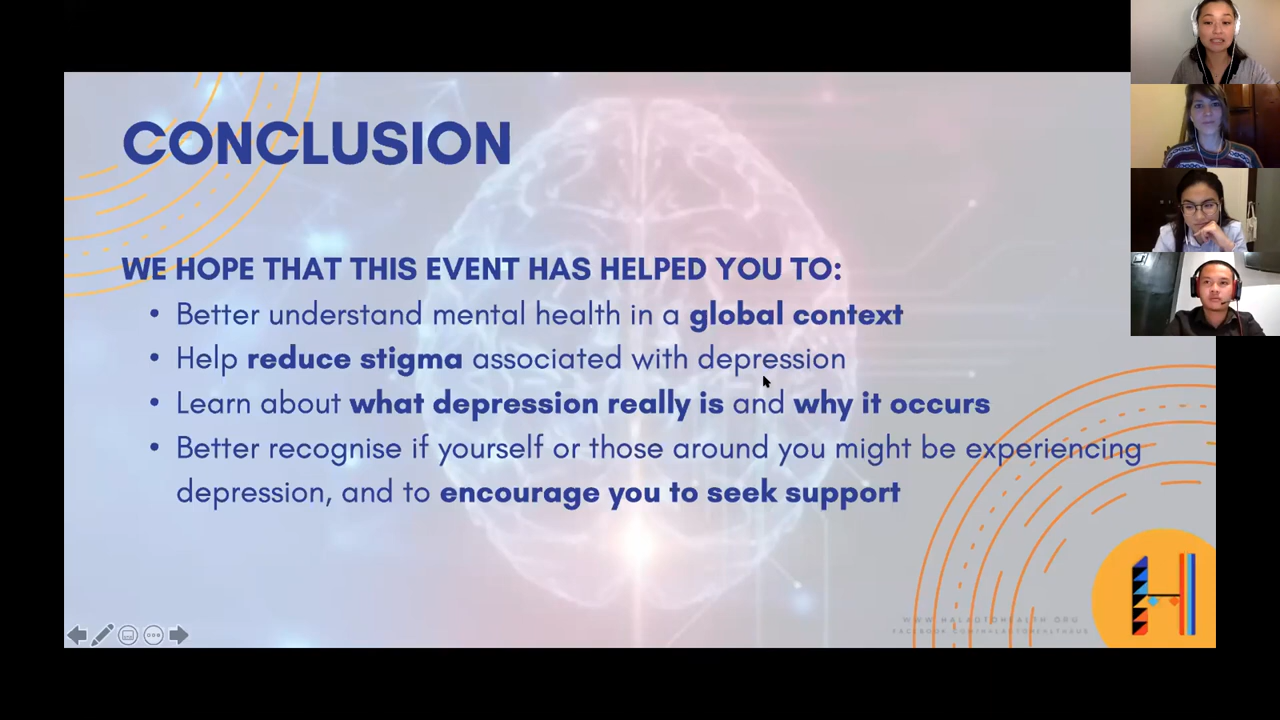 CONCLUSION
WE HOPE THAT THIS EVENT HAS HELPED YOU TO:
• Better understand mental health in a global context
• Help reduce stigma associated with depression
• Learn about what depression really is and why it occurs
• Better recognise if yourself or those around you might be experiencing
depression, and to encourage you to seek support
H